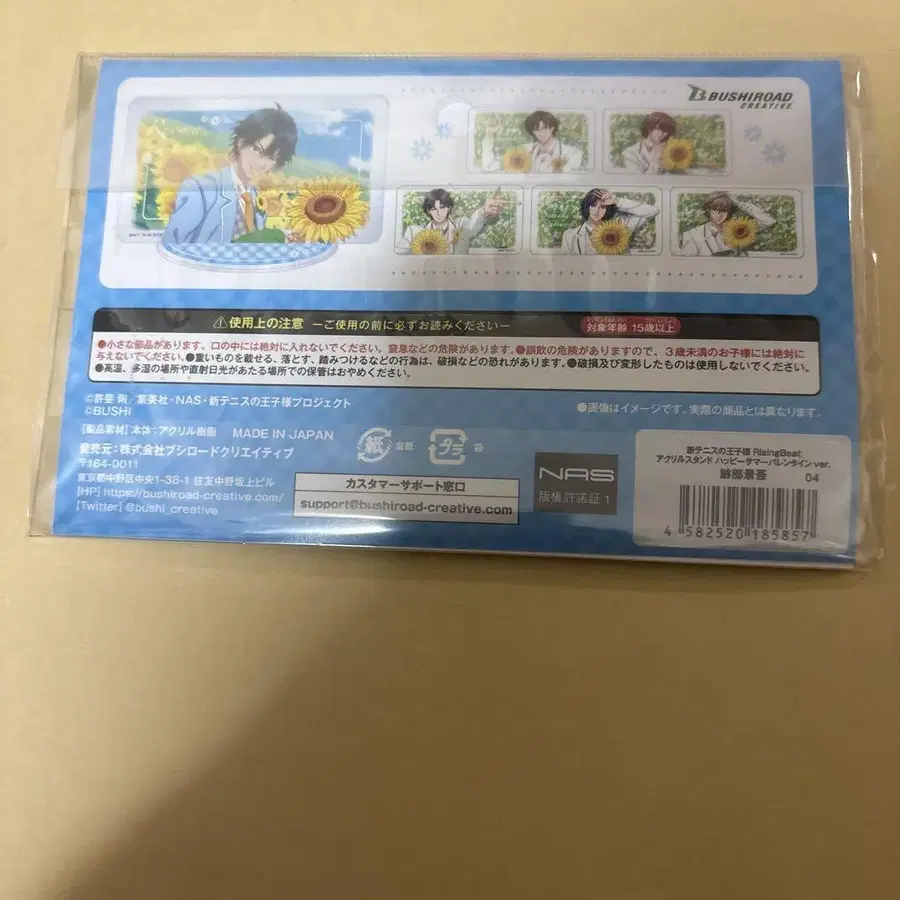 BUSHIROAD
CREATIVE
⚠使用上の注意 ーご使用の前に必ずお読みくださいー
対象年齢 15歳以上
●小さな部品があります。口の中には絶対に入れないでください。窒息などの危険があります。●誤飲の危険がありますので、3歳未満のお子様には絶対に
与えないでください。●重いものを載せる、落とす、踏みつけるなどの行為は、破損などの恐れがあります。●破損及び変形したものは使用しないでください。
●高温、多湿の場所や直射日光があたる場所での保管はおやめください。
©許斐 剛/集英社・NAS・新テニスの王子様プロジェクト
©BUSHI
●画像はイメージです。実際の商品とは異なります。
[製品素材] 本体:アクリル樹脂 MADE IN JAPAN
発売元:株式会社ブシロードクリエイティブ
〒164-0011
東京都中野区中央1-38-1 住友中野坂上ビル
[HP] https://bushiroad-creative.com/
[Twitter] @bushi_creative
紙 台紙
プラ 袋
カスタマーサポート窓口
support@bushiroad-creative.com
NAS
版権許諾証 1
新テニスの王子様 RisingBeat
アクリルスタンド ハッピーサマーバレンタイン ver.
跡部景吾
04
4 582520 185857